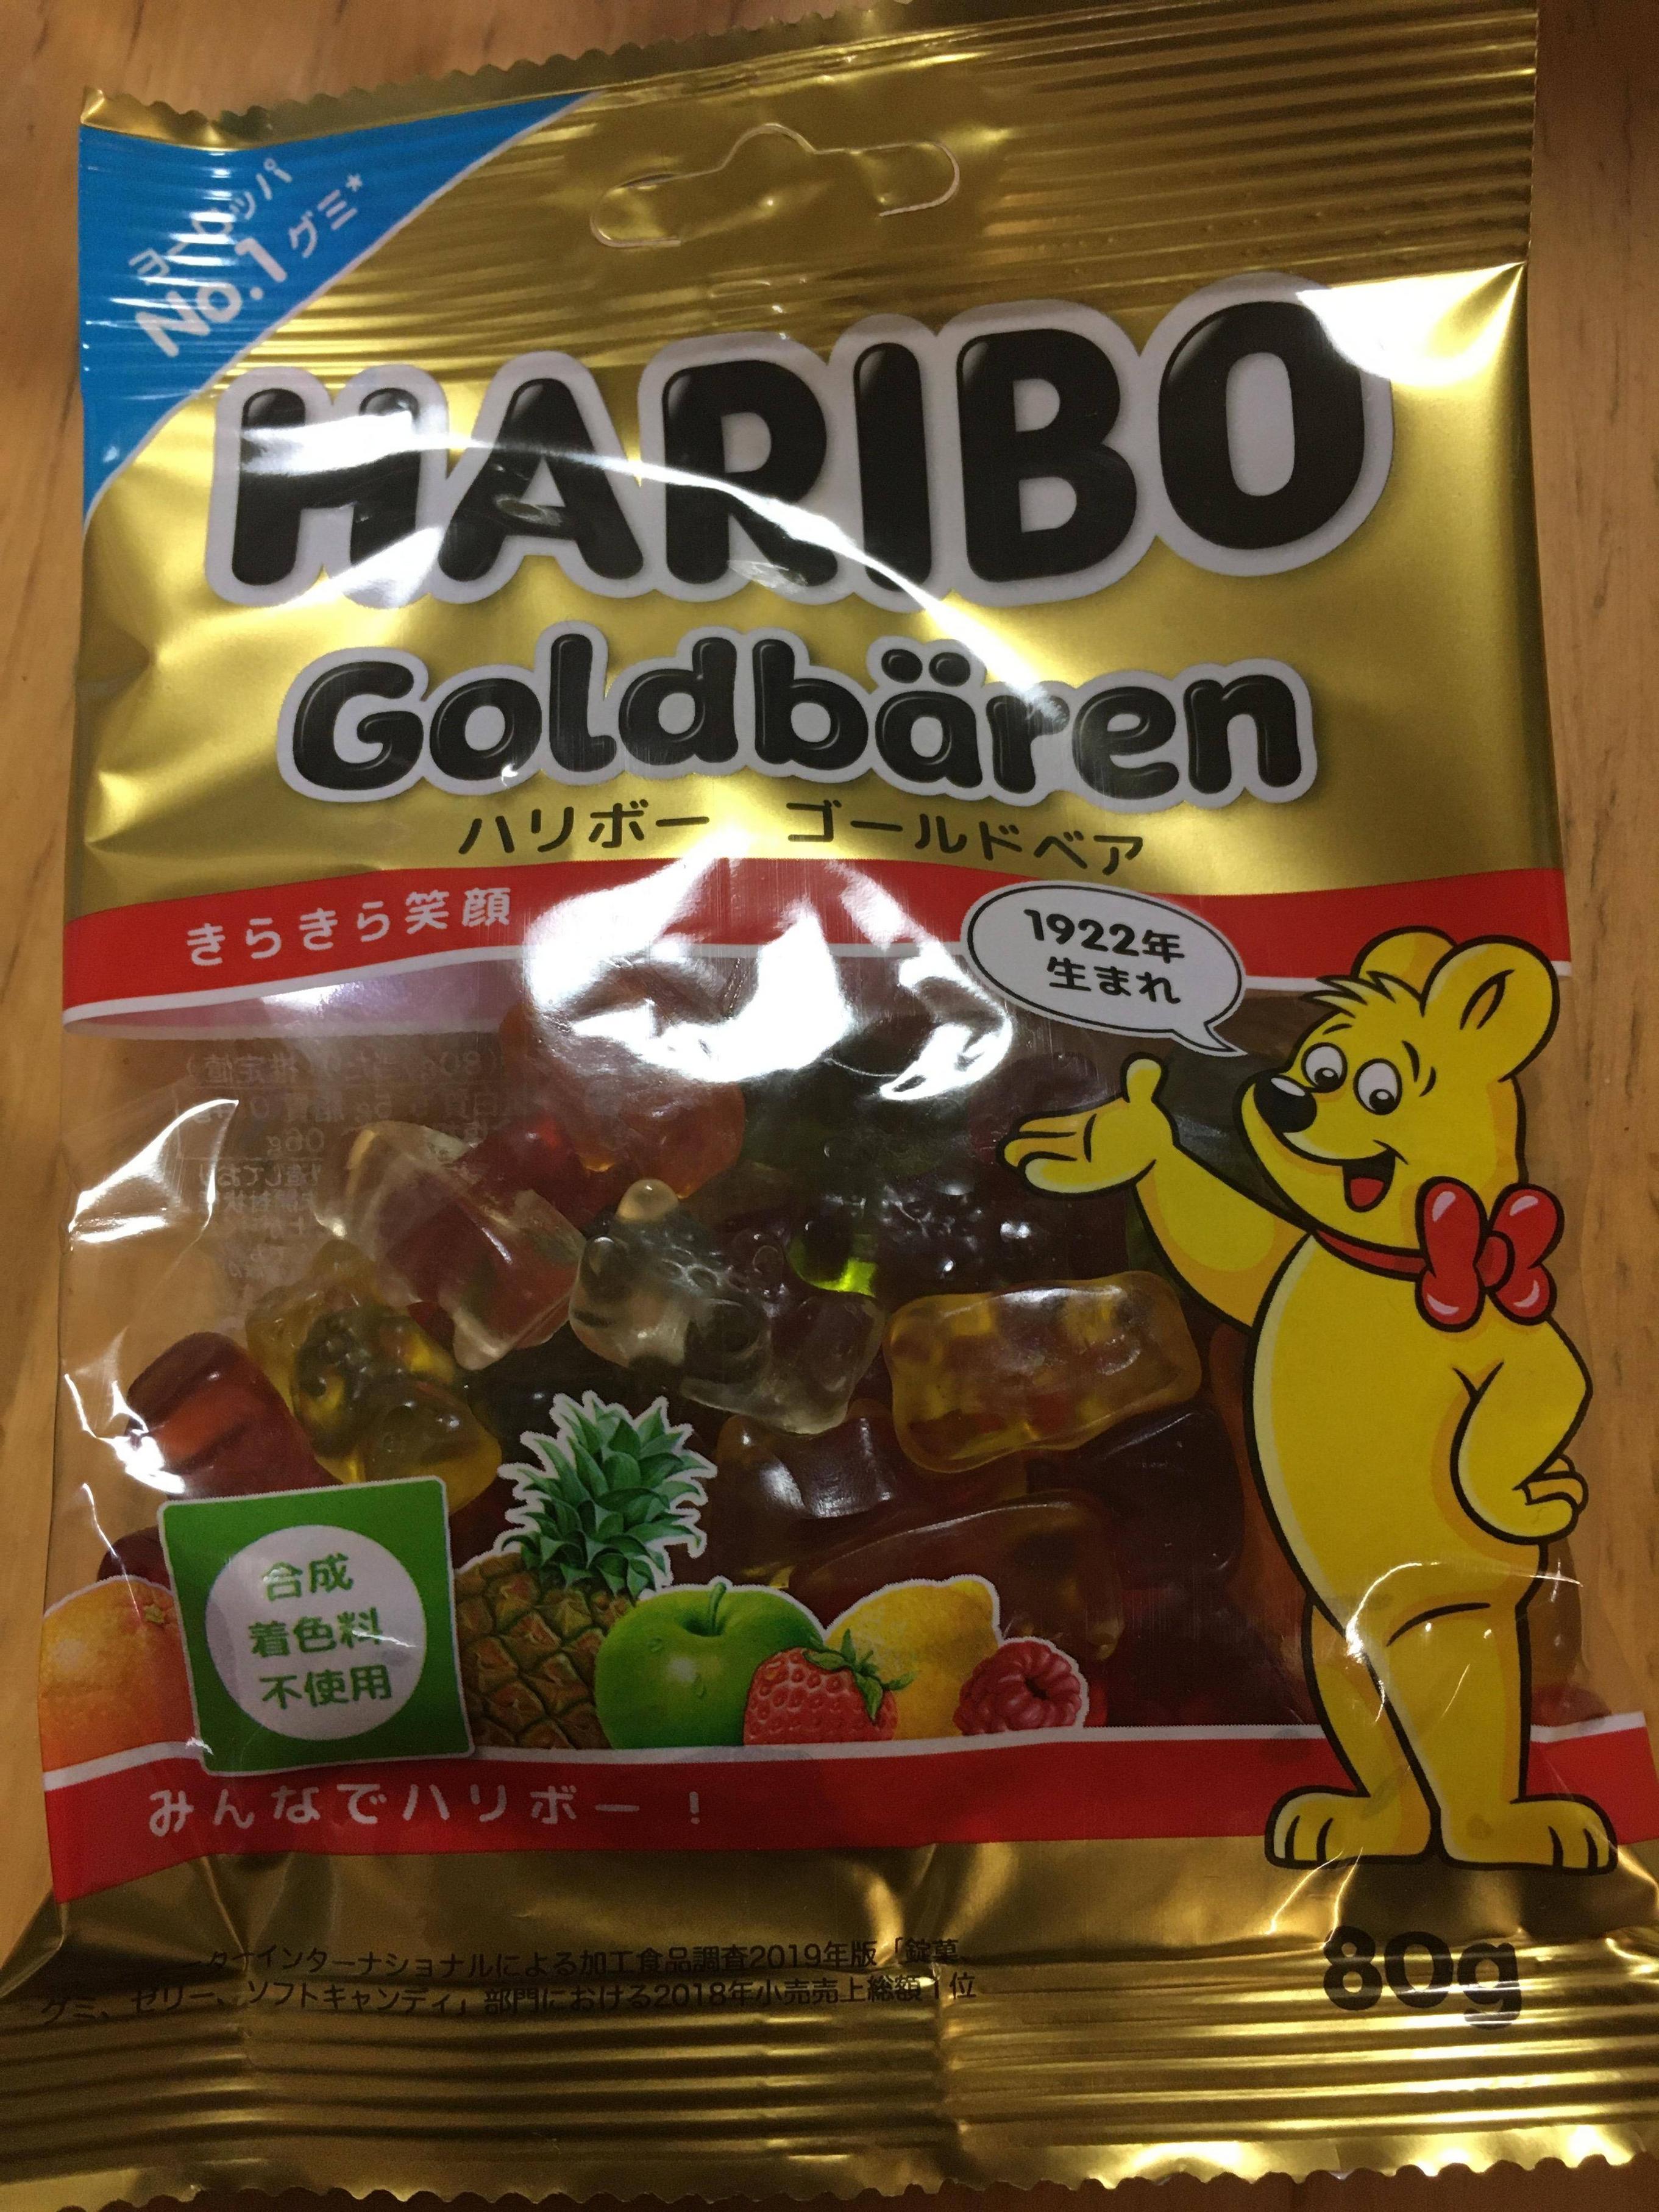 ヨーロッパ
No.1グミ*
HARIBO
Goldbären
ハリボー ゴールドベア
きらきら笑顔
1922年
生まれ
合成
着色料
不使用
みんなでハリボー！
インターナショナルによる加工食品調査2019年版「錠菓、
グミ、ゼリー、ソフトキャンディ」部門における2018年小売売上総額1位
80g